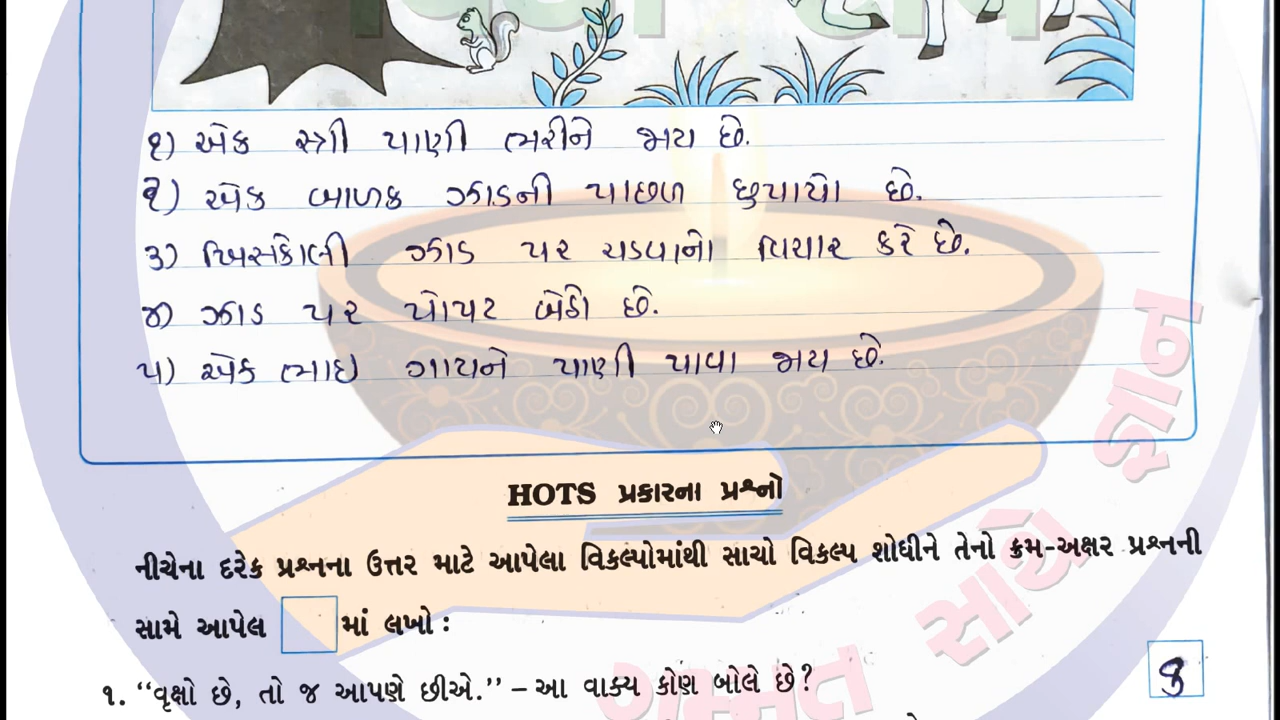 ૧) એક સ્ત્રી પાણી ભરીને જાય છે.
૨) એક બાળક ઝાડની પાછળ છુપાયો છે.
૩) ખિસકોલી ઝાડ પર ચડવાનો વિચાર કરે છે.
૪) ઝાડ પર પોપટ બેઠો છે.
૫) એક ભાઇ ગાયને પાણી પાવા જાય છે.
HOTS પ્રકારના પ્રશ્નો
નીચેના દરેક પ્રશ્નના ઉત્તર માટે આપેલા વિકલ્પોમાંથી સાચો વિકલ્પ શોધીને તેનો ક્રમ-અક્ષર પ્રશ્નની
સામે આપેલ માં લખો :
૧. “વૃક્ષો છે, તો જ આપણે છીએ.” – આ વાક્ય કોણ બોલે છે?
ગમ્મત સાથે જ્ઞાન